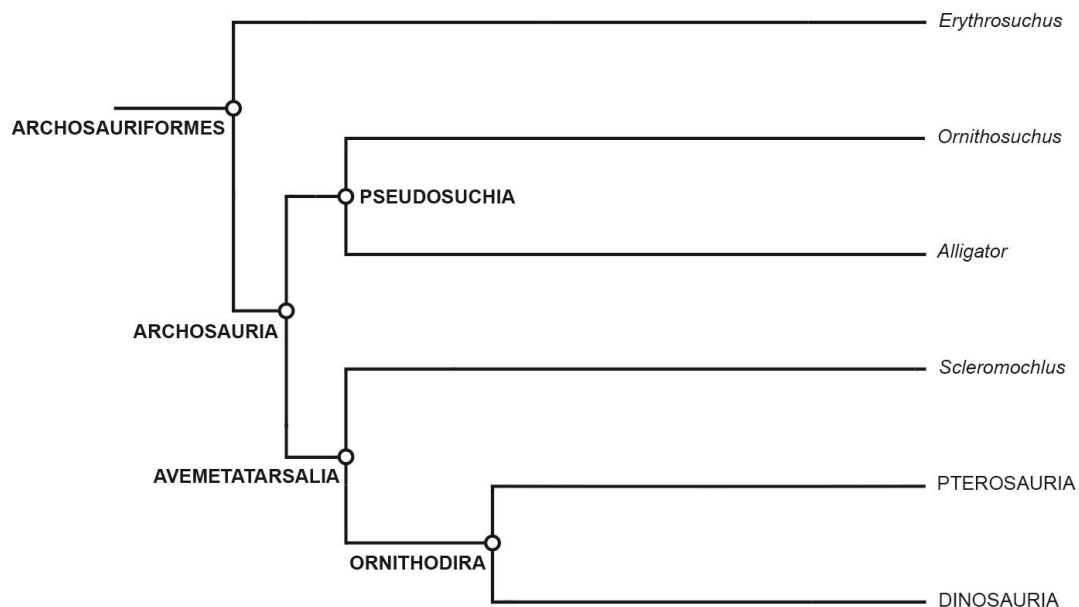 Erythrosuchus
ARCHOSAURIFORMES
Ornithosuchus
PSEUDOSUCHIA
Alligator
ARCHOSAURIA
Scleromochlus
AVEMETATARSALIA
PTEROSAURIA
ORNITHODIRA
DINOSAURIA